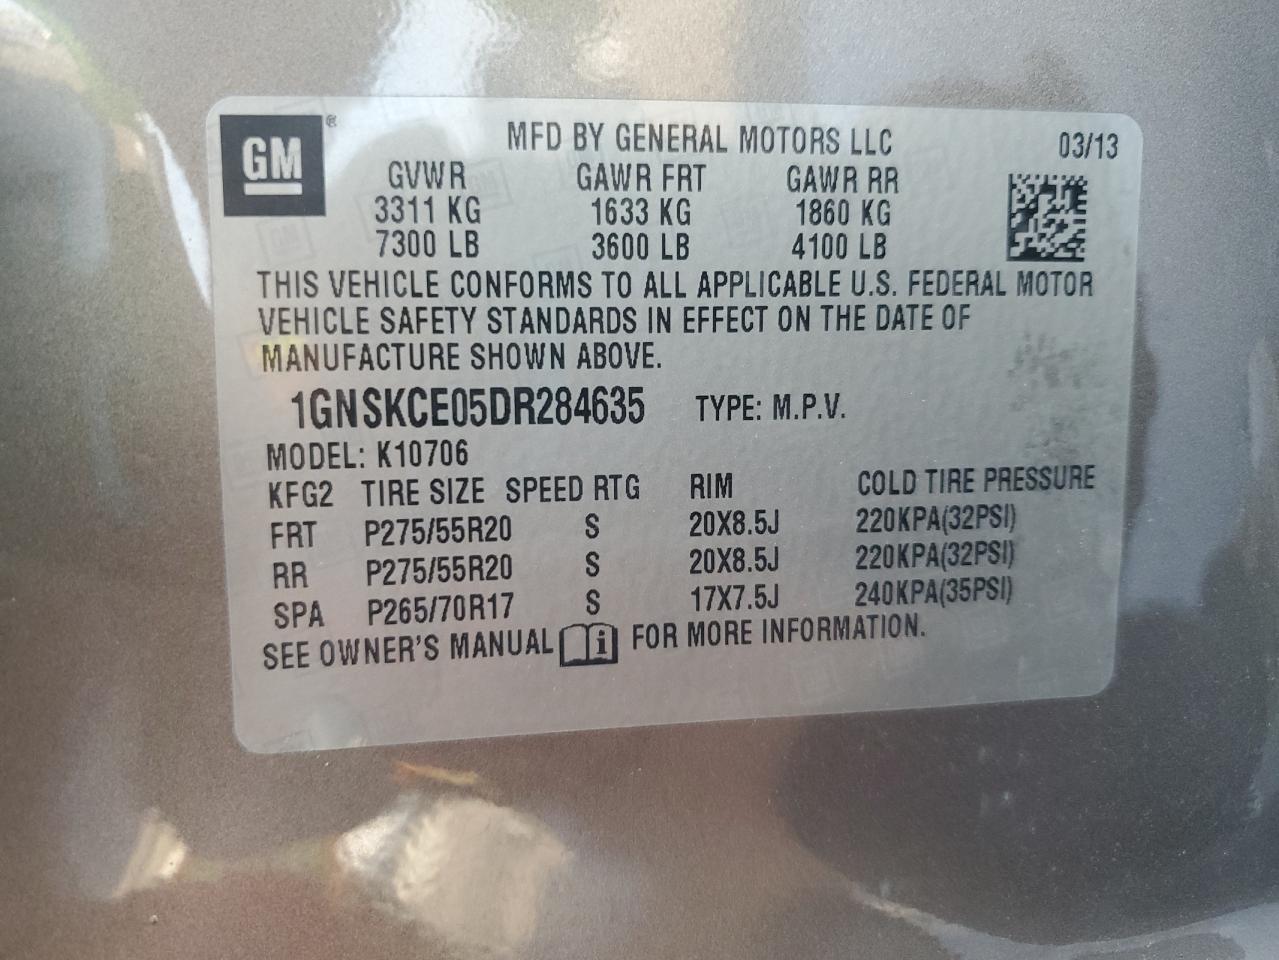 GM®
MFD BY GENERAL MOTORS LLC 03/13
GVWR GAWR FRT GAWR RR
3311 KG 1633 KG 1860 KG
7300 LB 3600 LB 4100 LB
THIS VEHICLE CONFORMS TO ALL APPLICABLE U.S. FEDERAL MOTOR
VEHICLE SAFETY STANDARDS IN EFFECT ON THE DATE OF
MANUFACTURE SHOWN ABOVE.
1GNSKCE05DR284635 TYPE: M.P.V.
MODEL: K10706
KFG2 TIRE SIZE SPEED RTG RIM COLD TIRE PRESSURE
FRT P275/55R20 S 20X8.5J 220KPA(32PSI)
RR P275/55R20 S 20X8.5J 220KPA(32PSI)
SPA P265/70R17 S 17X7.5J 240KPA(35PSI)
SEE OWNER'S MANUAL i FOR MORE INFORMATION.